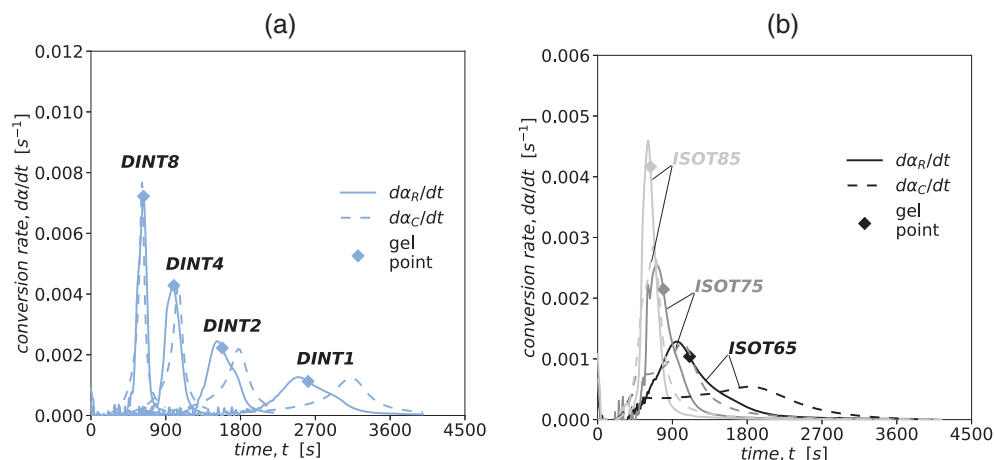 (a)
conversion rate, dα/dt [s⁻¹]
0.012
0.010
0.008
0.006
0.004
0.002
0.000
DINT8
DINT4
DINT2
DINT1
dα_R/dt
dα_C/dt
gel
point
0 900 1800 2700 3600 4500
time, t [s]
(b)
conversion rate, dα/dt [s⁻¹]
0.006
0.005
0.004
0.003
0.002
0.001
0.000
ISOT85
ISOT75
ISOT65
dα_R/dt
dα_C/dt
gel
point
0 900 1800 2700 3600 4500
time, t [s]